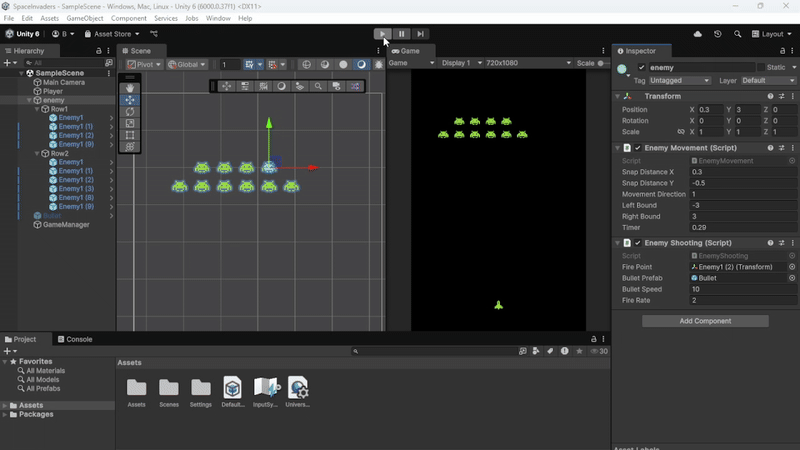 SpaceInvaders - SampleScene - Windows, Mac, Linux - Unity 6 (6000.0.37f1) <DX11>
File Edit Assets GameObject Component Services Jobs Window Help
Unity 6 B Asset Store Layout
Hierarchy
All
SampleScene
Main Camera
Player
enemy
Row1
Enemy1
Enemy1 (1)
Enemy1 (2)
Enemy1 (9)
Row2
Enemy1
Enemy1 (1)
Enemy1 (2)
Enemy1 (3)
Enemy1 (8)
Enemy1 (9)
Bullet
GameManager
Scene
Pivot Global 1
Game
Game Display 1 720x1080 Scale
Inspector
enemy Static
Tag Untagged Layer Default
Transform
Position X 0.3 Y 3 Z 0
Rotation X 0 Y 0 Z 0
Scale X 1 Y 1 Z 1
Enemy Movement (Script)
Script EnemyMovement
Snap Distance X 0.3
Snap Distance Y -0.5
Movement Direction 1
Left Bound -3
Right Bound 3
Timer 0.29
Enemy Shooting (Script)
Script EnemyShooting
Fire Point Enemy1 (2) (Transform)
Bullet Prefab Bullet
Bullet Speed 10
Fire Rate 2
Add Component
Project Console
30
Favorites
All Materials
All Models
All Prefabs
Assets
Packages
Assets
Assets Scenes Settings Default... InputSy... Univers...
Asset Labels